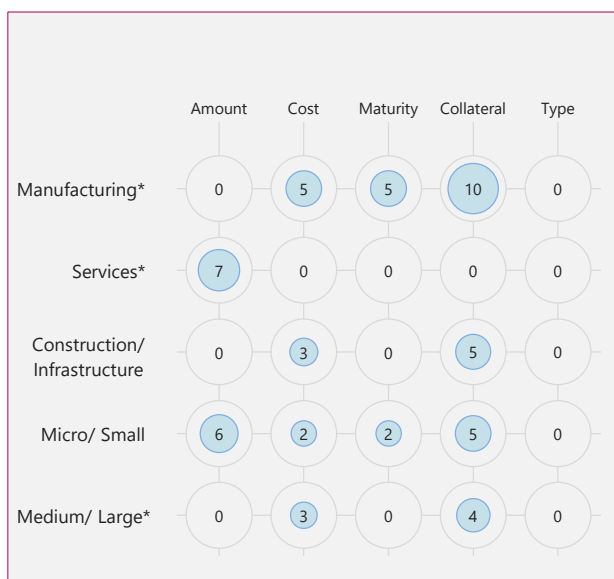 Amount Cost Maturity Collateral Type
Manufacturing* 0 5 5 10 0
Services* 7 0 0 0 0
Construction/
Infrastructure 0 3 0 5 0
Micro/ Small 6 2 2 5 0
Medium/ Large* 0 3 0 4 0